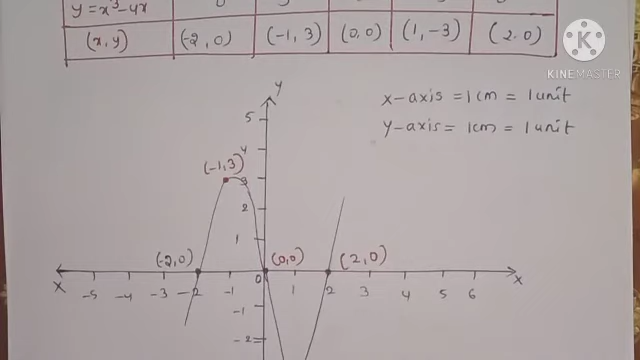 y = x³-4x
(x,y) (-2,0) (-1,3) (0,0) (1,-3) (2.0)
KINEMASTER
x-axis = 1cm = 1unit
y-axis = 1cm = 1unit
y
5
4
(-1,3)
3
2
1
(-2,0) (0,0) (2,0)
x -5 -4 -3 -2 -1 0 1 2 3 4 5 6 x
-1
-2